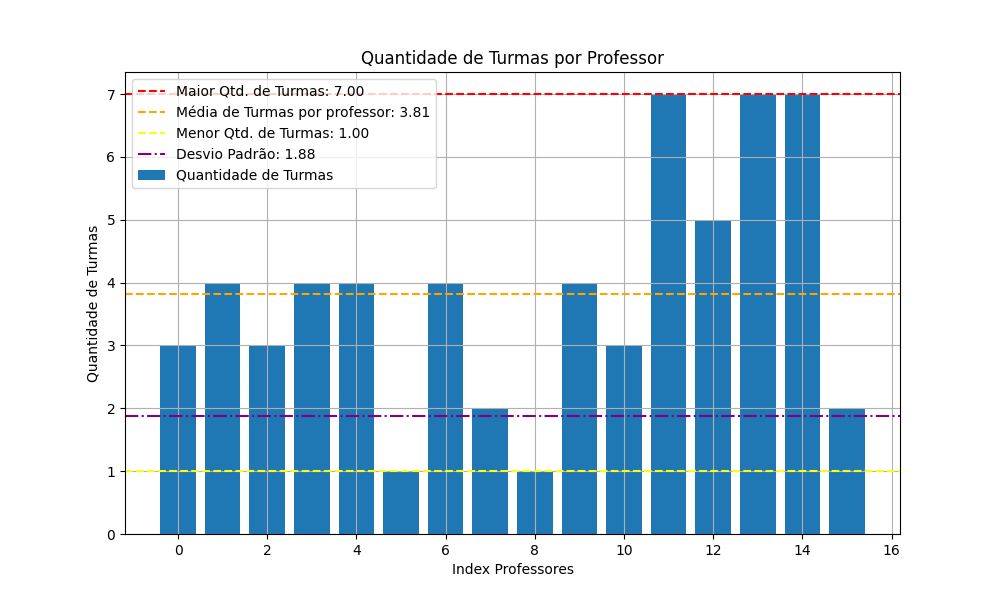 Quantidade de Turmas por Professor
Maior Qtd. de Turmas: 7.00
Média de Turmas por professor: 3.81
Menor Qtd. de Turmas: 1.00
Desvio Padrão: 1.88
Quantidade de Turmas
Quantidade de Turmas
7
6
5
4
3
2
1
0
0 2 4 6 8 10 12 14 16
Index Professores